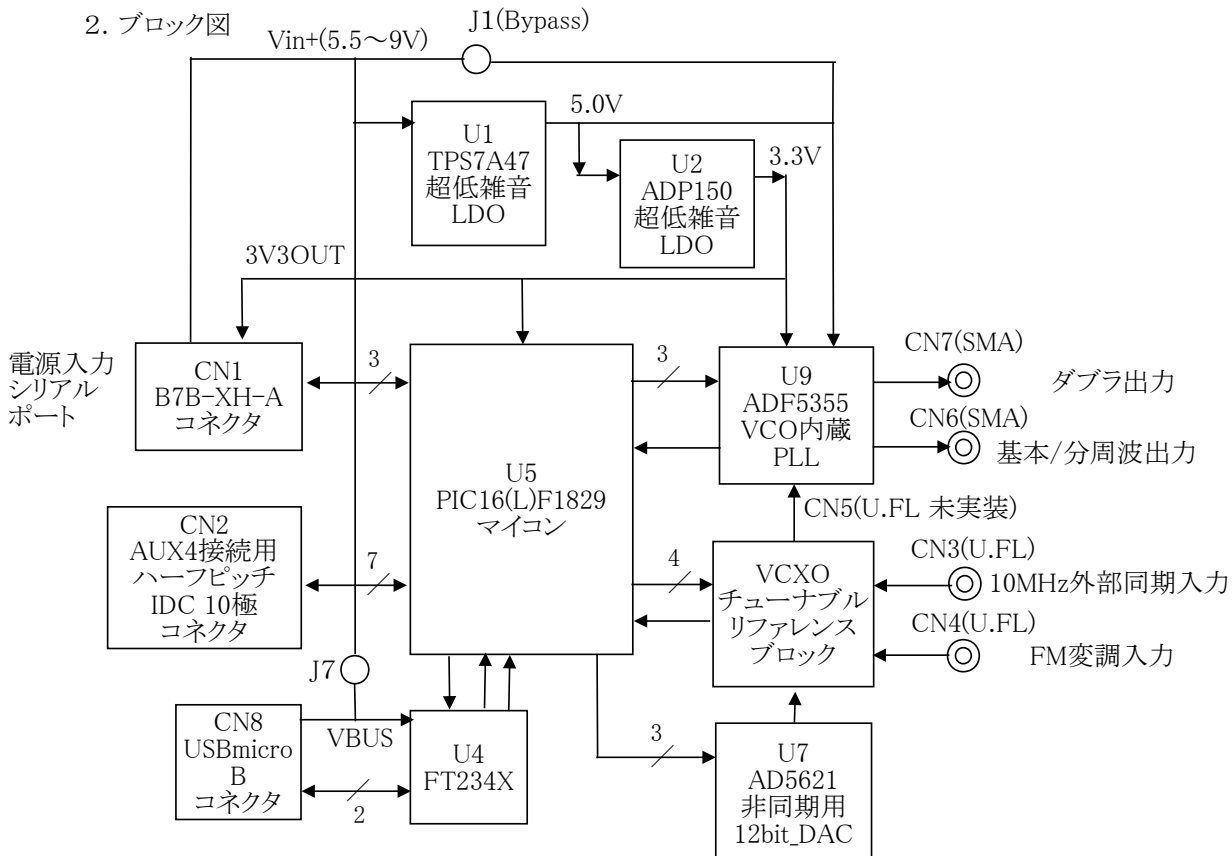 2. ブロック図
J1(Bypass)
Vin+(5.5～9V)
5.0V
U1
TPS7A47
超低雑音
LDO
3.3V
U2
ADP150
超低雑音
LDO
3V3OUT
電源入力
シリアル
ポート
CN1
B7B-XH-A
コネクタ
3
U5
PIC16(L)F1829
マイコン
3
U9
ADF5355
VCO内蔵
PLL
CN7(SMA)
ダブラ出力
CN6(SMA)
基本/分周波出力
CN5(U.FL 未実装)
CN2
AUX4接続用
ハーフピッチ
IDC 10極
コネクタ
7
4
VCXO
チューナブル
リファレンス
ブロック
CN3(U.FL)
10MHz外部同期入力
CN4(U.FL)
FM変調入力
J7
CN8
USBmicro
B
コネクタ
VBUS
2
U4
FT234X
3
U7
AD5621
非同期用
12bit_DAC